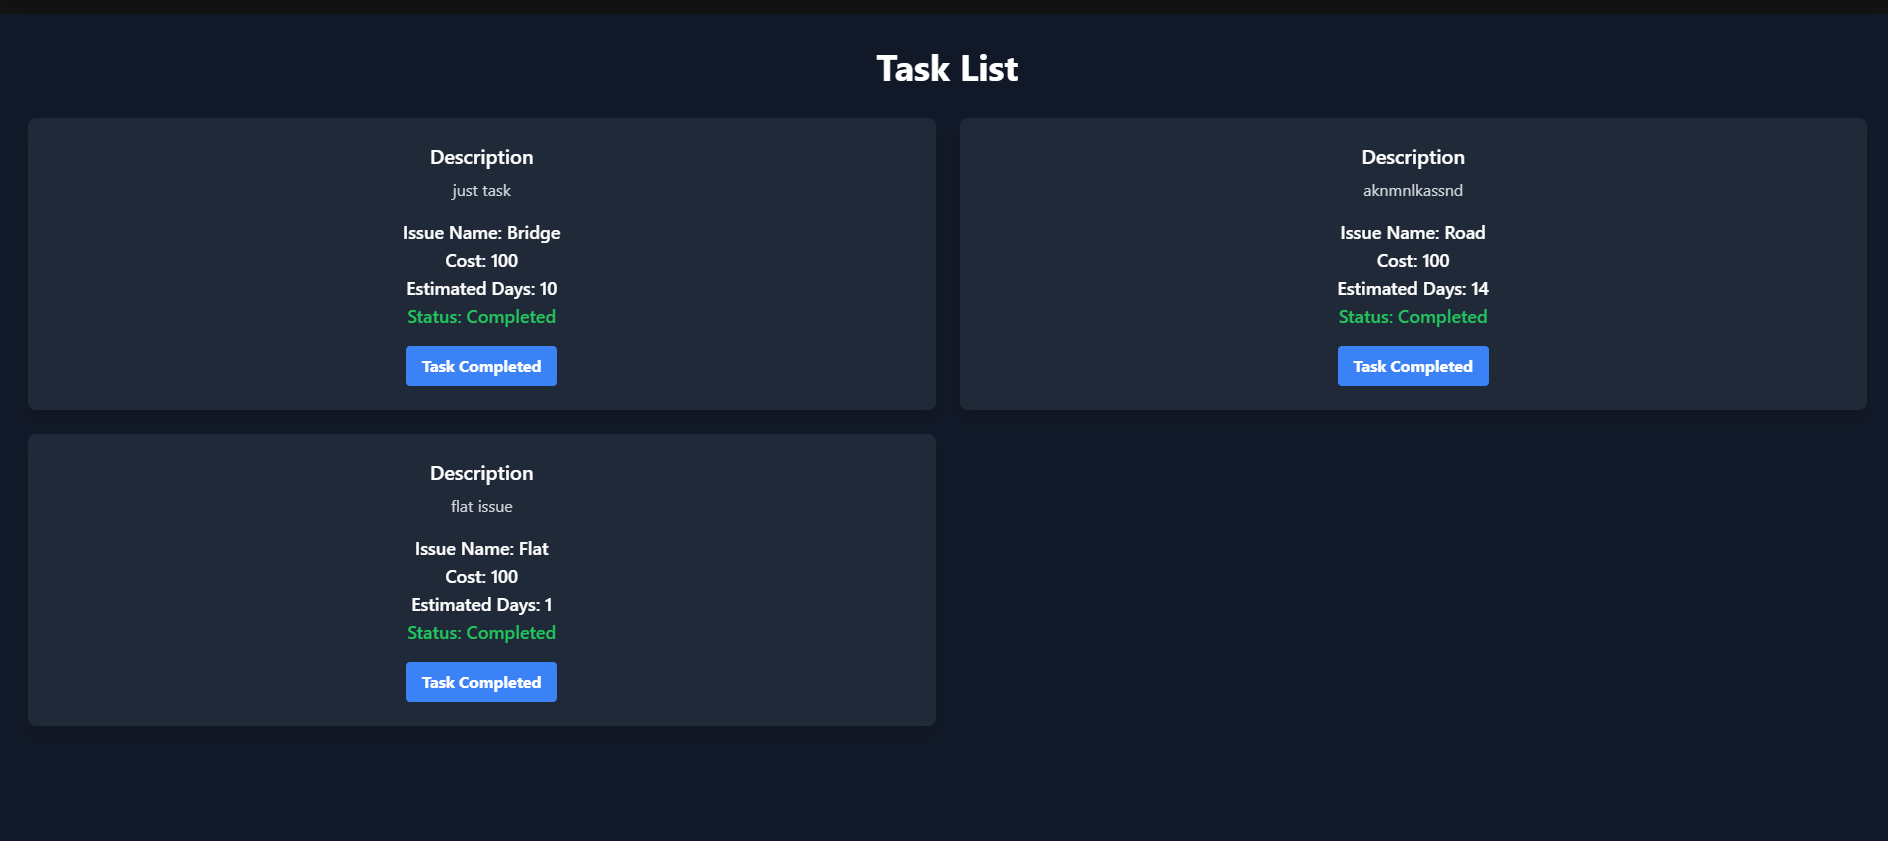 Task List
Description
just task
Issue Name: Bridge
Cost: 100
Estimated Days: 10
Status: Completed
Task Completed
Description
aknmnlkassnd
Issue Name: Road
Cost: 100
Estimated Days: 14
Status: Completed
Task Completed
Description
flat issue
Issue Name: Flat
Cost: 100
Estimated Days: 1
Status: Completed
Task Completed